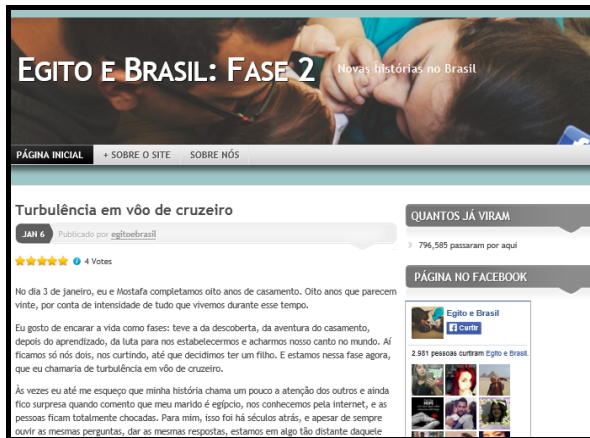 EGITO E BRASIL: FASE 2
Novas histórias no Brasil
PÁGINA INICIAL
+ SOBRE O SITE
SOBRE NÓS
Turbulência em vôo de cruzeiro
JAN 6
Publicado por egitoebrasil
4 Votes
No dia 3 de janeiro, eu e Mostafa completamos oito anos de casamento. Oito anos que parecem
vinte, por conta de intensidade de tudo que vivemos durante esse tempo.
Eu gosto de encarar a vida como fases: teve a da descoberta, da aventura do casamento,
depois do aprendizado, da luta para nos estabelecermos e acharmos nosso canto no mundo. Aí
ficamos só nós dois, nos curtindo, até que decidimos ter um filho. E estamos nessa fase agora,
que eu chamaria de turbulência em vôo de cruzeiro.
Às vezes eu até me esqueço que minha história chama um pouco a atenção dos outros e ainda
fico surpresa quando comento que meu marido é egípcio, nos conhecemos pela internet, e as
pessoas ficam totalmente chocadas. Para mim, isso foi há séculos atrás, e apesar de sempre
ouvir as mesmas perguntas, dar as mesmas respostas, estamos em algo tão distante daquele
QUANTOS JÁ VIRAM
796,585 passaram por aqui
PÁGINA NO FACEBOOK
Egito e Brasil
Curtir
2.981 pessoas curtiram Egito e Brasil.